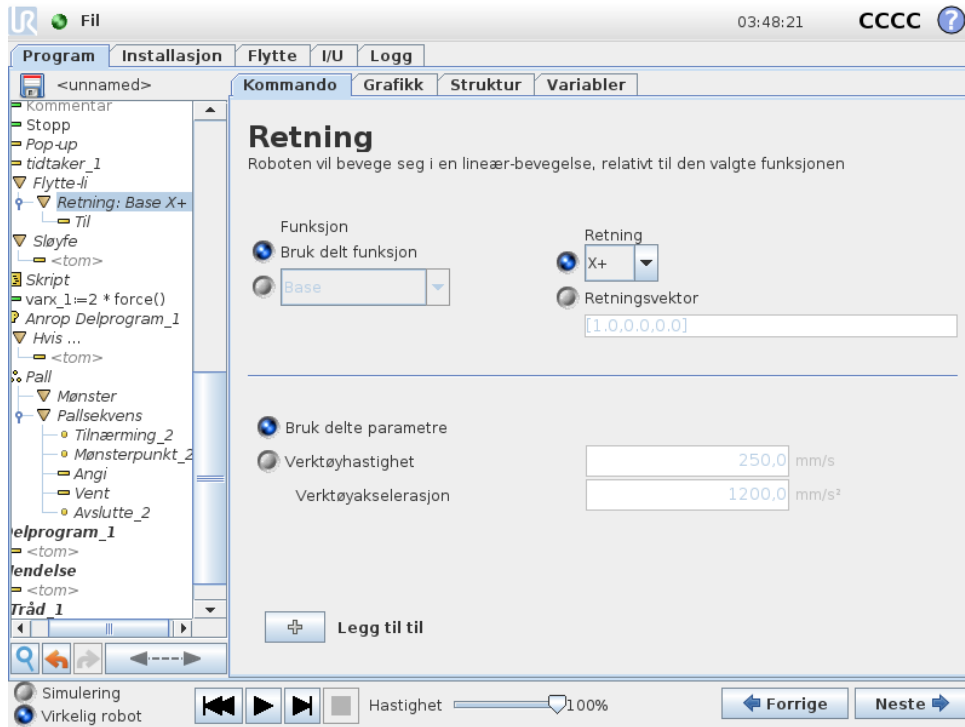 UR Fil 03:48:21 CCCC ?
Program Installasjon Flytte I/U Logg
<unnamed>
Kommando Grafikk Struktur Variabler
Kommentar
Stopp
Pop-up
tidtaker_1
Flytte-li
Retning: Base X+
Til
Sløyfe
<tom>
Skript
varx_1:=2 * force()
Anrop Delprogram_1
Hvis ...
<tom>
Pall
Mønster
Pallsekvens
Tilnærming_2
Mønsterpunkt_2
Angi
Vent
Avslutte_2
elprogram_1
<tom>
endelse
<tom>
Tråd_1
Retning
Roboten vil bevege seg i en lineær-bevegelse, relativt til den valgte funksjonen
Funksjon
Bruk delt funksjon
Base
Retning
X+
Retningsvektor
[1.0,0.0,0.0]
Bruk delte parametre
Verktøyhastighet 250,0 mm/s
Verktøyakselerasjon 1200,0 mm/s²
Legg til til
Simulering
Virkelig robot
Hastighet 100%
Forrige Neste